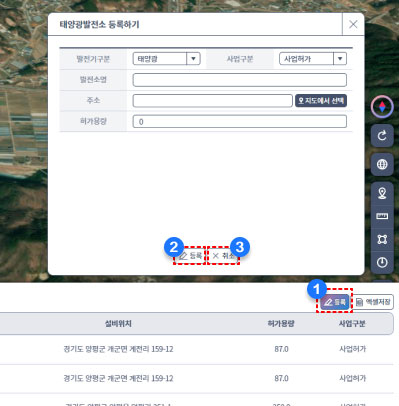 태양광발전소 등록하기
발전기구분 태양광 사업구분 사업허가
발전소명
주소 지도에서 선택
허가용량 0
2 3
등록 취소
1
등록 엑셀저장
설비위치 허가용량 사업구분
경기도 양평군 개군면 계전리 159-12 87.0 사업허가
경기도 양평군 개군면 계전리 159-12 87.0 사업허가